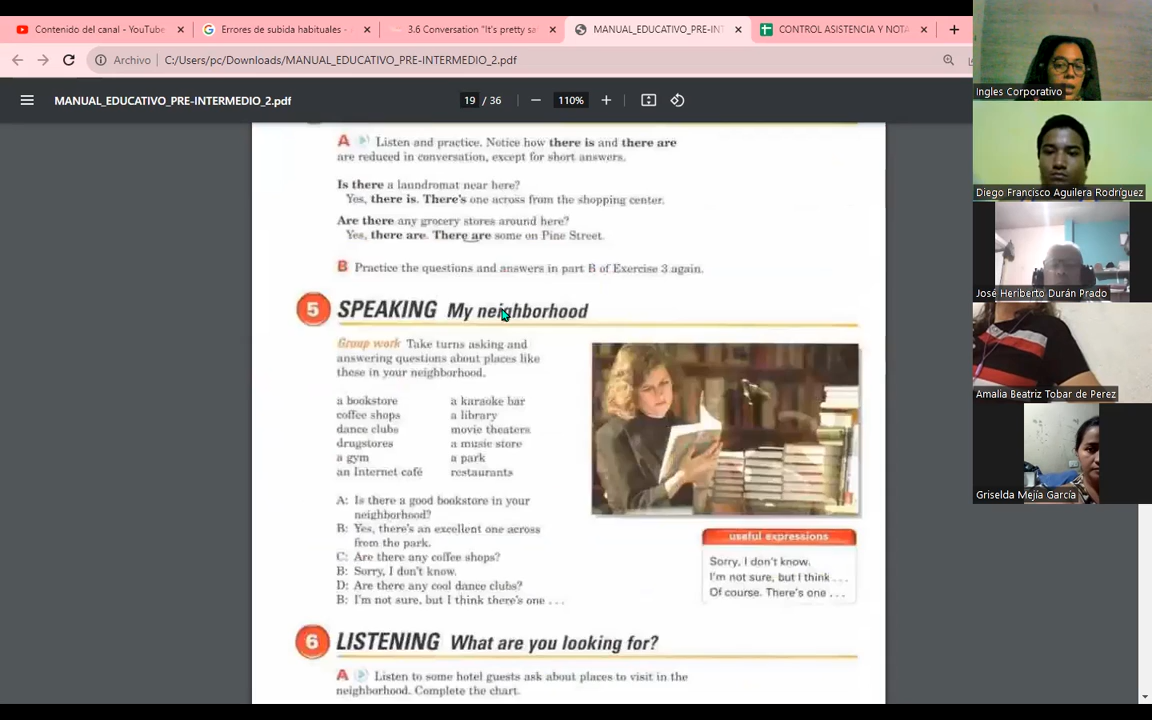 Contenido del canal - YouTube
Errores de subida habituales -
3.6 Conversation "It's pretty sa
MANUAL_EDUCATIVO_PRE-INT
CONTROL ASISTENCIA Y NOTA
Archivo
C:/Users/pc/Downloads/MANUAL_EDUCATIVO_PRE-INTERMEDIO_2.pdf
MANUAL_EDUCATIVO_PRE-INTERMEDIO_2.pdf
19 / 36
110%
A Listen and practice. Notice how there is and there are
are reduced in conversation, except for short answers.
Is there a laundromat near here?
Yes, there is. There's one across from the shopping center.
Are there any grocery stores around here?
Yes, there are. There are some on Pine Street.
B Practice the questions and answers in part B of Exercise 3 again.
5 SPEAKING My neighborhood
Group work Take turns asking and
answering questions about places like
these in your neighborhood.
a bookstore
coffee shops
dance clubs
drugstores
a gym
an Internet café
a karaoke bar
a library
movie theaters
a music store
a park
restaurants
A: Is there a good bookstore in your
neighborhood?
B: Yes, there's an excellent one across
from the park.
C: Are there any coffee shops?
B: Sorry, I don't know.
D: Are there any cool dance clubs?
B: I'm not sure, but I think there's one . . .
useful expressions
Sorry, I don't know.
I'm not sure, but I think . . .
Of course. There's one . . .
6 LISTENING What are you looking for?
A Listen to some hotel guests ask about places to visit in the
neighborhood. Complete the chart.
Ingles Corporativo
Diego Francisco Aguilera Rodríguez
José Heriberto Durán Prado
Amalia Beatriz Tobar de Perez
Griselda Mejía García